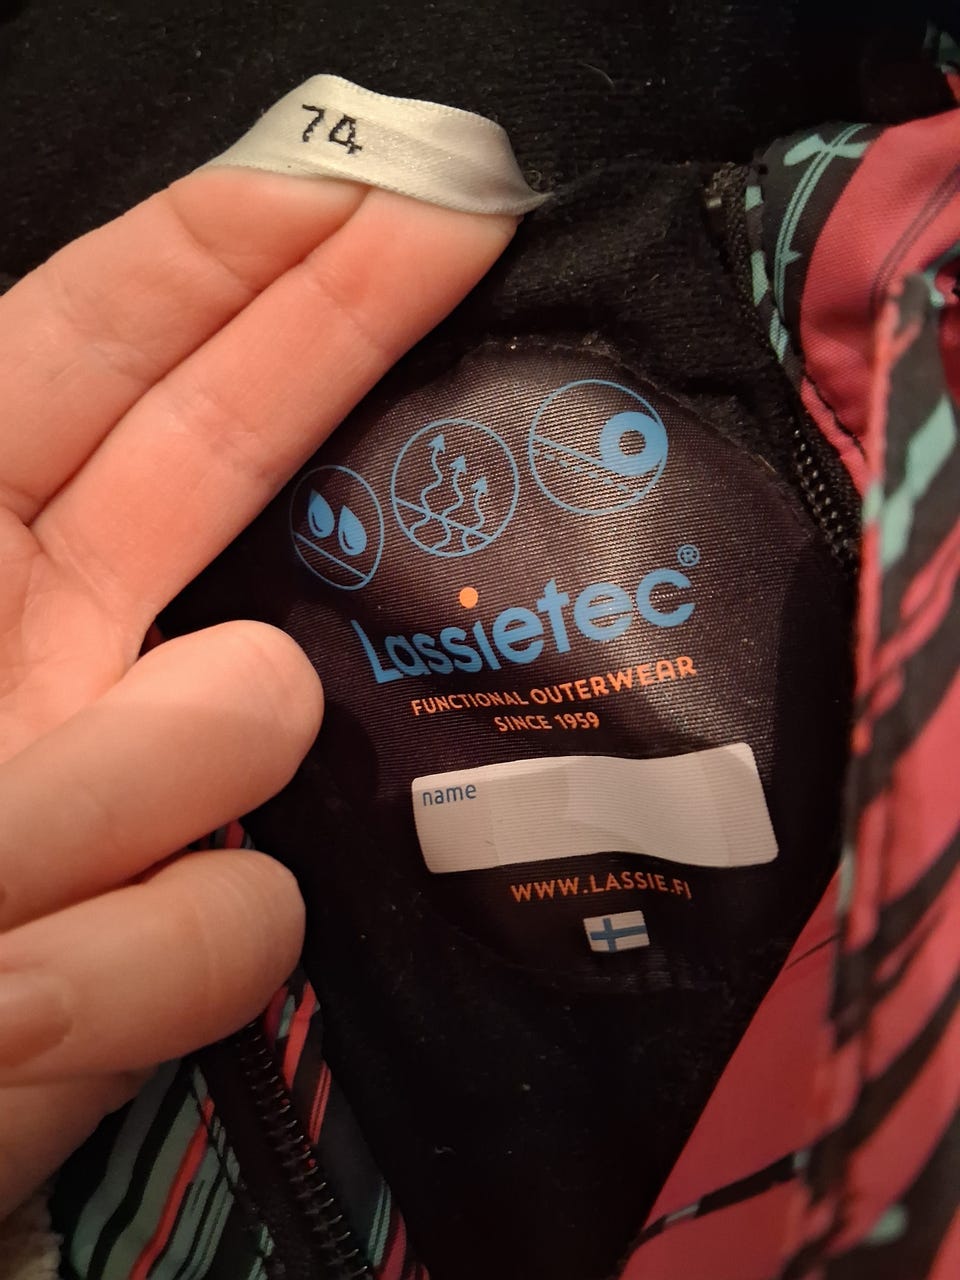 74
Lassietec®
FUNCTIONAL OUTERWEAR
SINCE 1959
name
WWW.LASSIE.FI